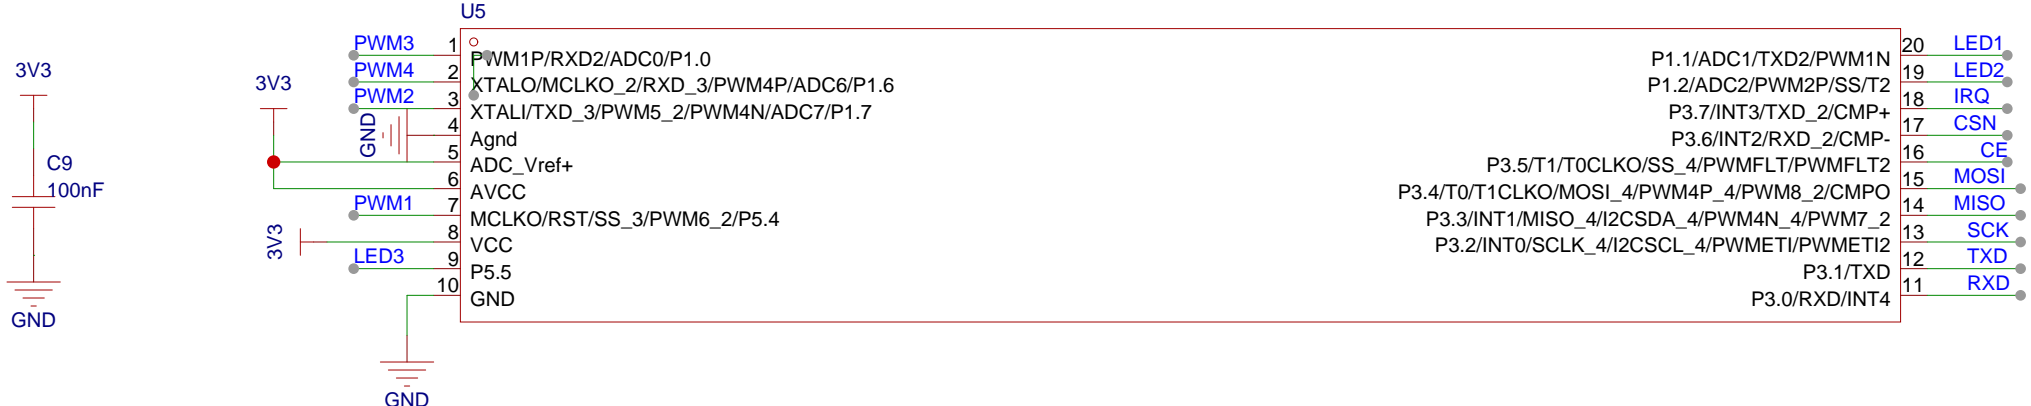 U5
3V3
C9
100nF
GND
3V3
PWM3
1
PWM1P/RXD2/ADC0/P1.0
PWM4
2
XTALO/MCLKO_2/RXD_3/PWM4P/ADC6/P1.6
PWM2
3
XTALI/TXD_3/PWM5_2/PWM4N/ADC7/P1.7
GND
4
Agnd
5
ADC_Vref+
6
AVCC
PWM1
7
MCLKO/RST/SS_3/PWM6_2/P5.4
3V3
8
VCC
LED3
9
P5.5
10
GND
GND
P1.1/ADC1/TXD2/PWM1N
20
LED1
P1.2/ADC2/PWM2P/SS/T2
19
LED2
P3.7/INT3/TXD_2/CMP+
18
IRQ
P3.6/INT2/RXD_2/CMP-
17
CSN
P3.5/T1/T0CLKO/SS_4/PWMFLT/PWMFLT2
16
CE
P3.4/T0/T1CLKO/MOSI_4/PWM4P_4/PWM8_2/CMPO
15
MOSI
P3.3/INT1/MISO_4/I2CSDA_4/PWM4N_4/PWM7_2
14
MISO
P3.2/INT0/SCLK_4/I2CSCL_4/PWMETI/PWMETI2
13
SCK
P3.1/TXD
12
TXD
P3.0/RXD/INT4
11
RXD